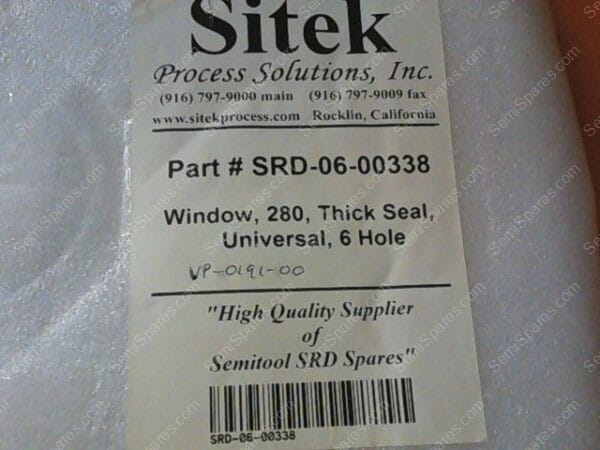 Sitek
Process Solutions, Inc.
(916) 797-9000 main (916) 797-9009 fax
www.sitekprocess.com Rocklin, California
Part # SRD-06-00338
Window, 280, Thick Seal,
Universal, 6 Hole
VP-0191-00
"High Quality Supplier
of
Semitool SRD Spares"
SRD-06-00338
SemiSpares.com